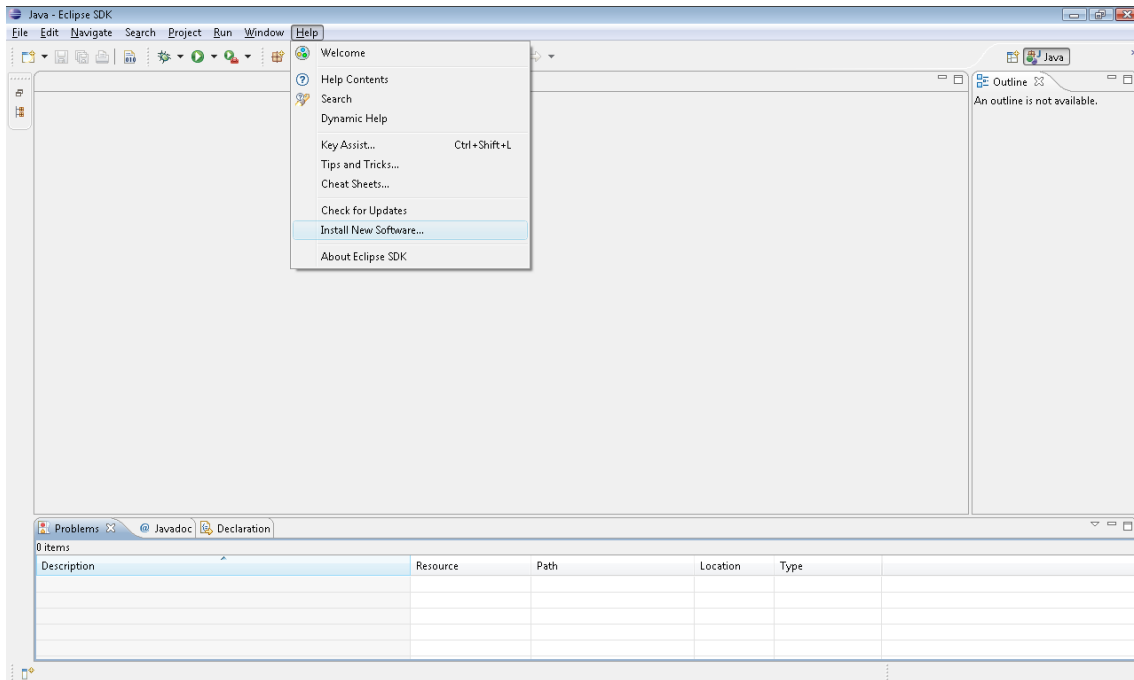 Java - Eclipse SDK
File Edit Navigate Search Project Run Window Help
Welcome
Help Contents
Search
Dynamic Help
Key Assist... Ctrl+Shift+L
Tips and Tricks...
Cheat Sheets...
Check for Updates
Install New Software...
About Eclipse SDK
Java
Outline
An outline is not available.
Problems @ Javadoc Declaration
0 items
Description Resource Path Location Type